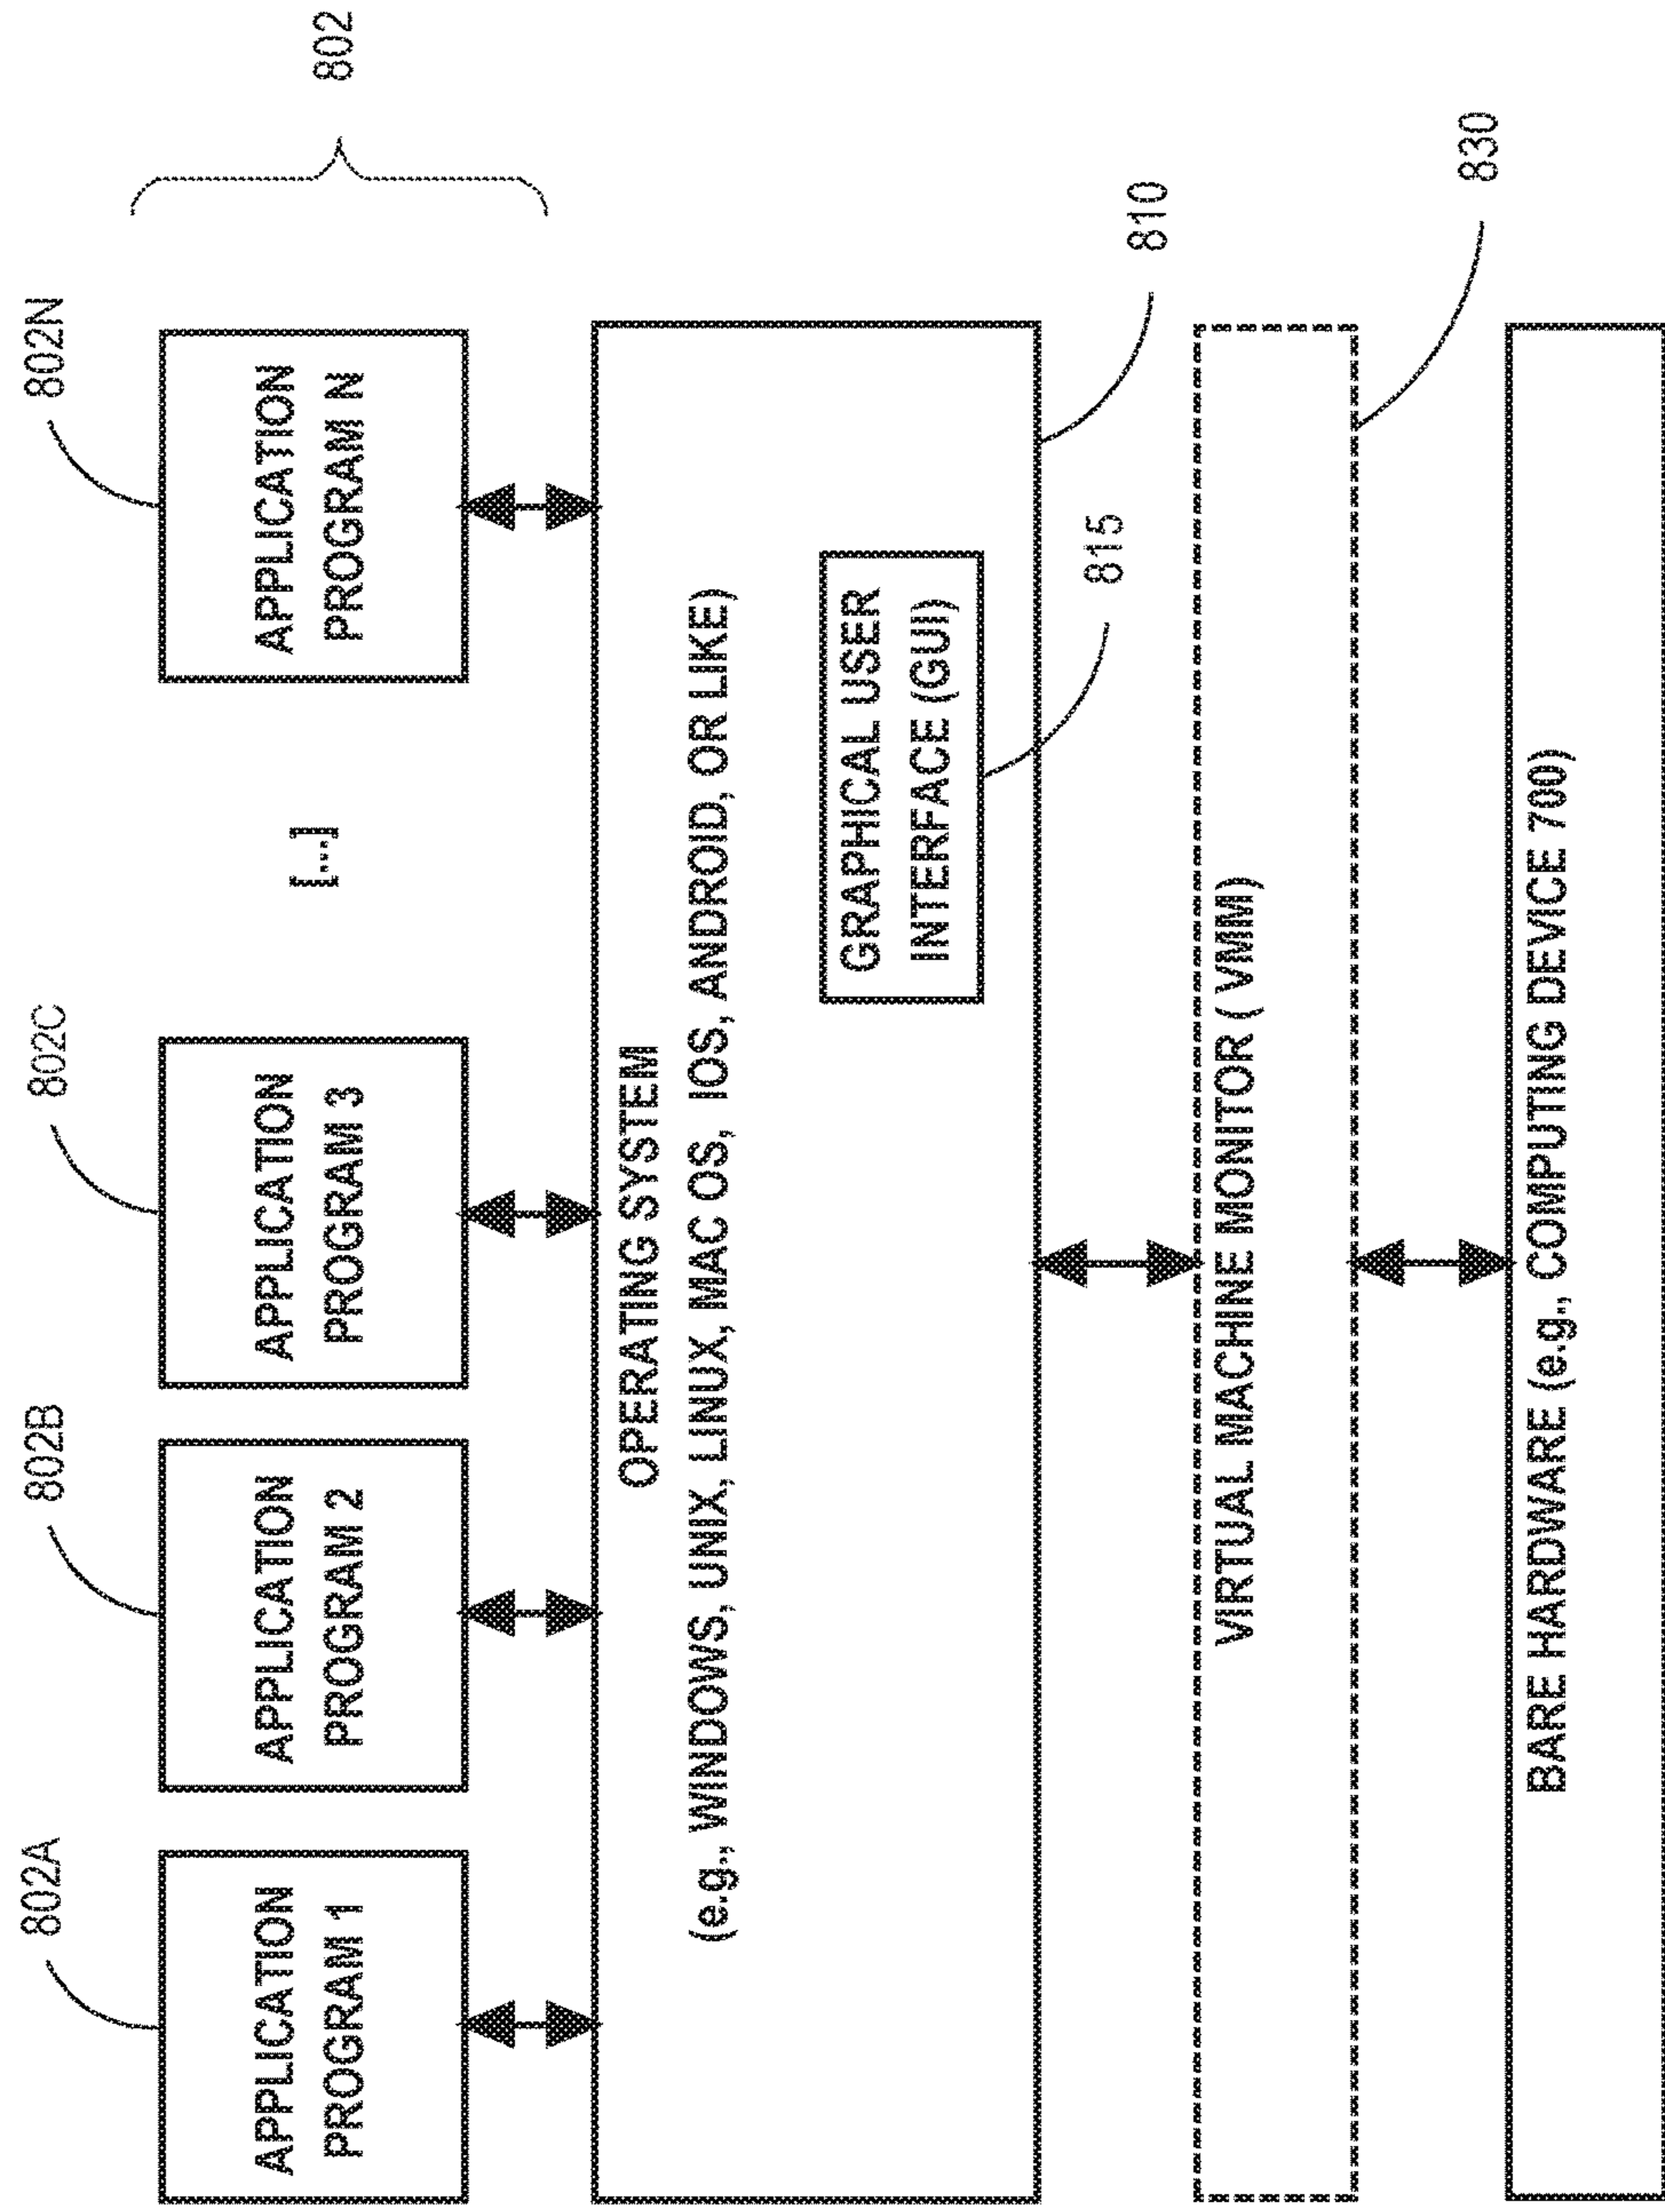 802A
802B
802C
802N
802
APPLICATION
PROGRAM 1
APPLICATION
PROGRAM 2
APPLICATION
PROGRAM 3
[...]
APPLICATION
PROGRAM N
OPERATING SYSTEM
(e.g., WINDOWS, UNIX, LINUX, MAC OS, IOS, ANDROID, OR LIKE)
GRAPHICAL USER
INTERFACE (GUI)
815
810
VIRTUAL MACHINE MONITOR ( VMM)
830
BARE HARDWARE (e.g., COMPUTING DEVICE 700)